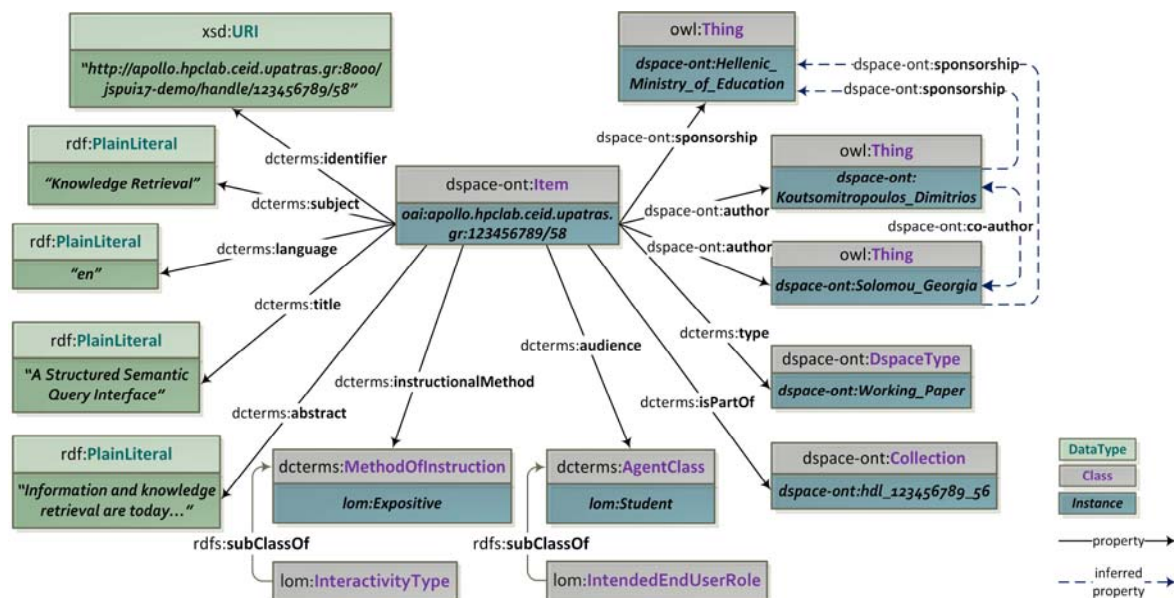 xsd:URI
"http://apollo.hpclab.ceid.upatras.gr:8000/
jspui17-demo/handle/123456789/58"
rdf:PlainLiteral
"Knowledge Retrieval"
rdf:PlainLiteral
"en"
rdf:PlainLiteral
"A Structured Semantic
Query Interface"
rdf:PlainLiteral
"Information and knowledge
retrieval are today..."
dcterms:identifier
dcterms:subject
dcterms:language
dcterms:title
dcterms:abstract
dspace-ont:Item
oai:apollo.hpclab.ceid.upatras.
gr:123456789/58
dcterms:instructionalMethod
dcterms:audience
dcterms:isPartOf
dcterms:type
dspace-ont:author
dspace-ont:author
dspace-ont:sponsorship
owl:Thing
dspace-ont:Hellenic_
Ministry_of_Education
dspace-ont:sponsorship
dspace-ont:sponsorship
owl:Thing
dspace-ont:
Koutsomitropoulos_Dimitrios
dspace-ont:co-author
owl:Thing
dspace-ont:Solomou_Georgia
dspace-ont:DspaceType
dspace-ont:Working_Paper
dspace-ont:Collection
dspace-ont:hdl_123456789_56
dcterms:MethodOfInstruction
lom:Expositive
rdfs:subClassOf
lom:InteractivityType
dcterms:AgentClass
lom:Student
rdfs:subClassOf
lom:IntendedEndUserRole
DataType
Class
Instance
property
inferred
property